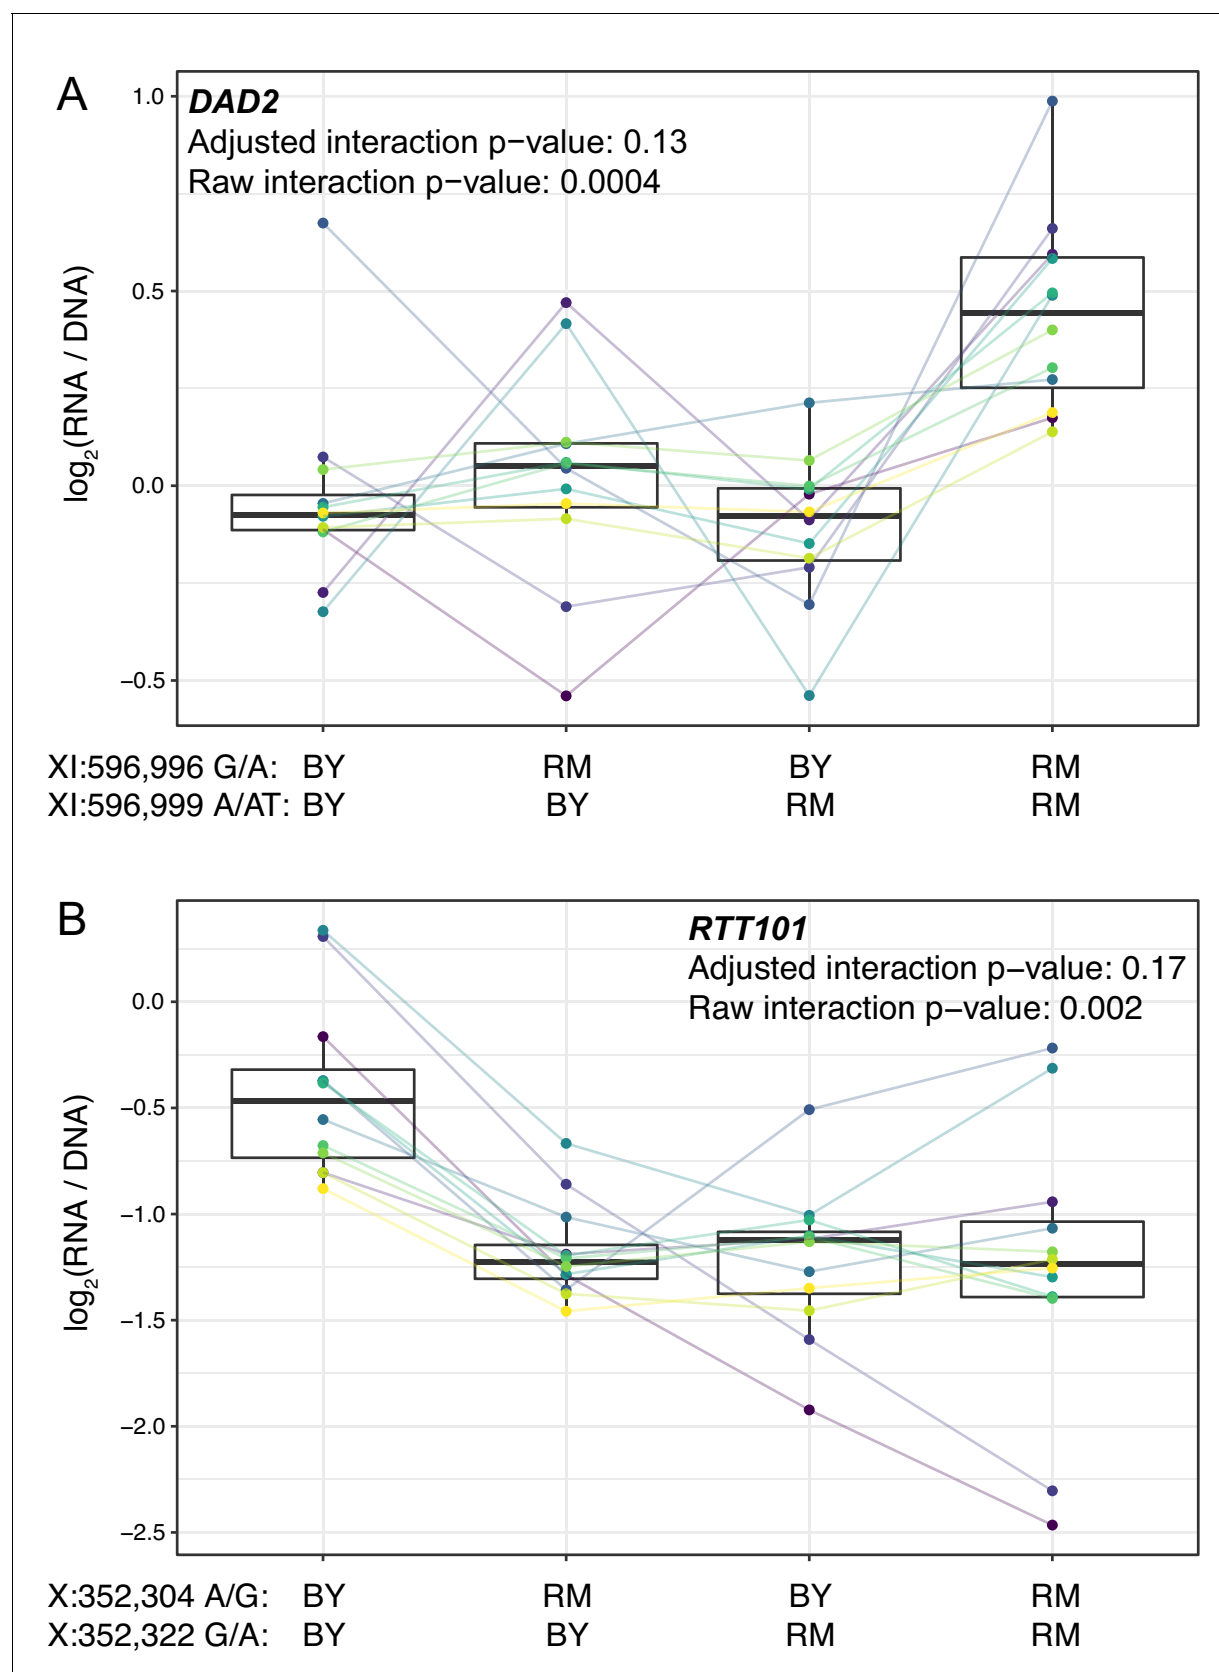 A
DAD2
Adjusted interaction p−value: 0.13
Raw interaction p−value: 0.0004
1.0
0.5
0.0
−0.5
log2(RNA / DNA)
XI:596,996 G/A: BY RM BY RM
XI:596,999 A/AT: BY BY RM RM
B
RTT101
Adjusted interaction p−value: 0.17
Raw interaction p−value: 0.002
0.0
−0.5
−1.0
−1.5
−2.0
−2.5
log2(RNA / DNA)
X:352,304 A/G: BY RM BY RM
X:352,322 G/A: BY BY RM RM